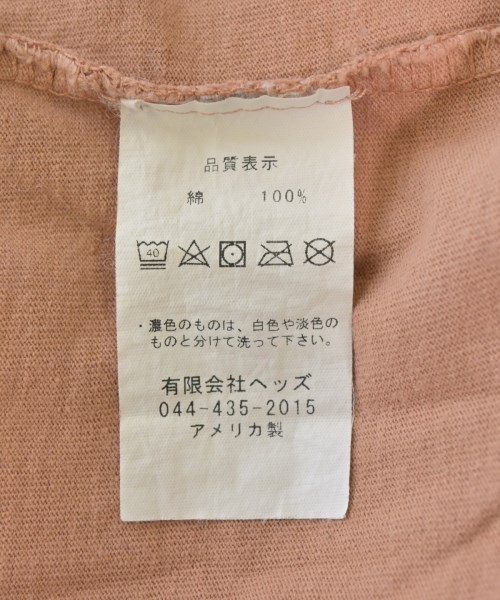 品質表示
綿 100%
40
・濃色のものは、白色や淡色の
ものと分けて洗って下さい。
有限会社ヘッズ
044-435-2015
アメリカ製